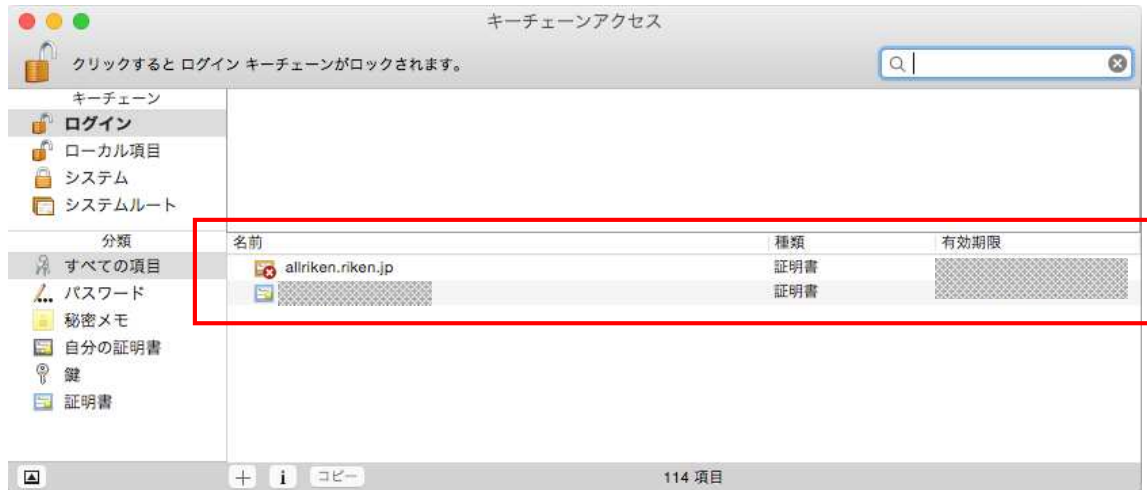 キーチェーンアクセス
クリックすると ログイン キーチェーンがロックされます。
キーチェーン
ログイン
ローカル項目
システム
システムルート
分類
すべての項目
パスワード
秘密メモ
自分の証明書
鍵
証明書
名前 種類 有効期限
allriken.riken.jp 証明書
証明書
コピー
114 項目